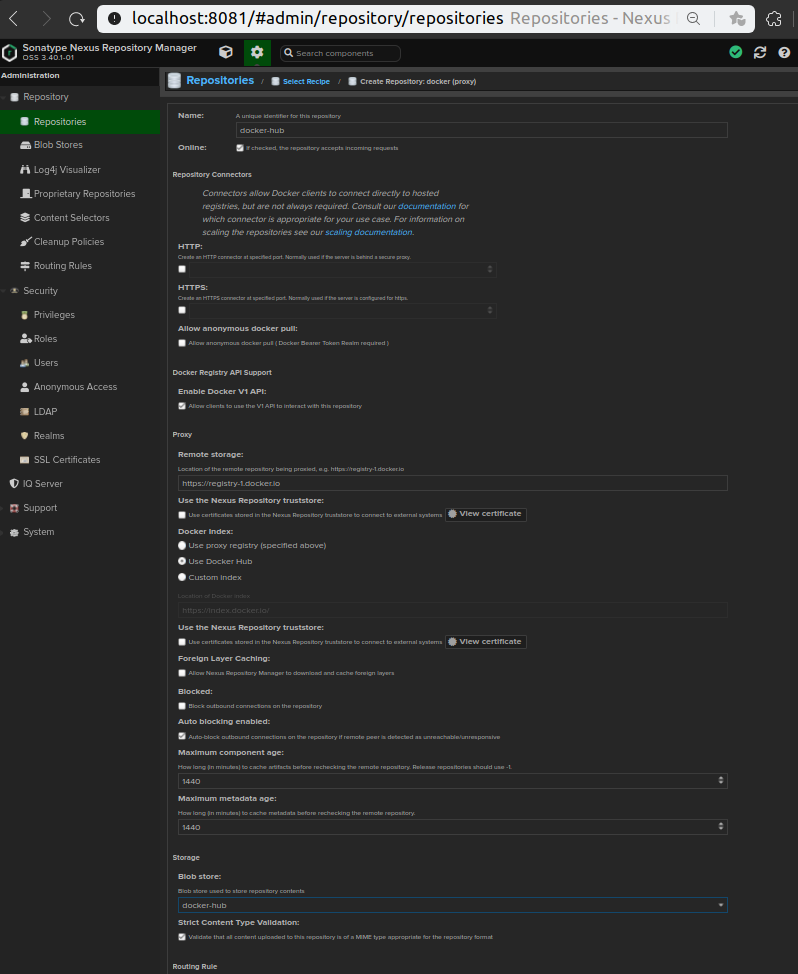 localhost:8081/#admin/repository/repositories Repositories - Nexus
Sonatype Nexus Repository Manager
OSS 3.40.1-01
Search components
Administration
Repositories / Select Recipe / Create Repository: docker (proxy)
Repository
Repositories
Blob Stores
Log4j Visualizer
Proprietary Repositories
Content Selectors
Cleanup Policies
Routing Rules
Security
Privileges
Roles
Users
Anonymous Access
LDAP
Realms
SSL Certificates
IQ Server
Support
System
Name:
A unique identifier for this repository
docker-hub
Online:
If checked, the repository accepts incoming requests
Repository Connectors
Connectors allow Docker clients to connect directly to hosted
registries, but are not always required. Consult our documentation for
which connector is appropriate for your use case. For information on
scaling the repositories see our scaling documentation.
HTTP:
Create an HTTP connector at specified port. Normally used if the server is behind a secure proxy.
HTTPS:
Create an HTTPS connector at specified port. Normally used if the server is configured for https.
Allow anonymous docker pull:
Allow anonymous docker pull ( Docker Bearer Token Realm required )
Docker Registry API Support
Enable Docker V1 API:
Allow clients to use the V1 API to interact with this repository
Proxy
Remote storage:
Location of the remote repository being proxied, e.g. https://registry-1.docker.io
https://registry-1.docker.io
Use the Nexus Repository truststore:
Use certificates stored in the Nexus Repository truststore to connect to external systems View certificate
Docker Index:
Use proxy registry (specified above)
Use Docker Hub
Custom index
Location of Docker index
https://index.docker.io/
Use the Nexus Repository truststore:
Use certificates stored in the Nexus Repository truststore to connect to external systems View certificate
Foreign Layer Caching:
Allow Nexus Repository Manager to download and cache foreign layers
Blocked:
Block outbound connections on the repository
Auto blocking enabled:
Auto-block outbound connections on the repository if remote peer is detected as unreachable/unresponsive
Maximum component age:
How long (in minutes) to cache artifacts before rechecking the remote repository. Release repositories should use -1.
1440
Maximum metadata age:
How long (in minutes) to cache metadata before rechecking the remote repository.
1440
Storage
Blob store:
Blob store used to store repository contents
docker-hub
Strict Content Type Validation:
Validate that all content uploaded to this repository is of a MIME type appropriate for the repository format
Routing Rule